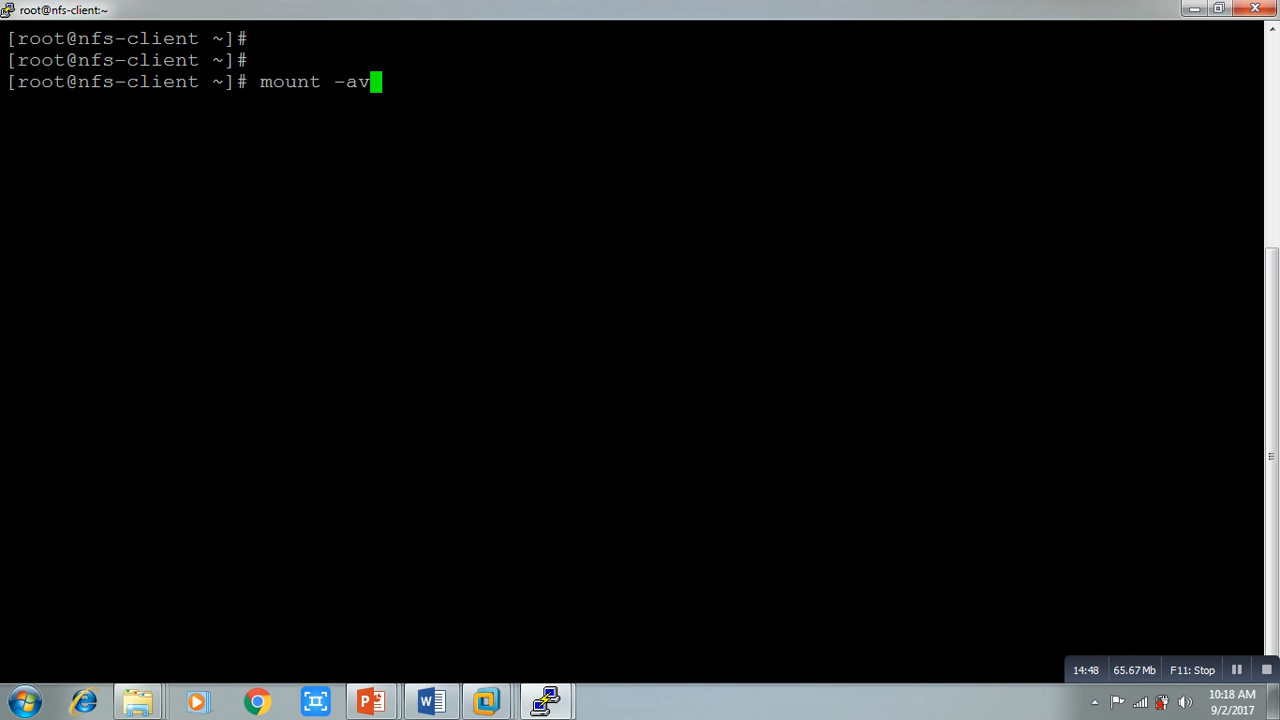 root@nfs-client:~
[root@nfs-client ~]#
[root@nfs-client ~]#
[root@nfs-client ~]# mount -av
14:48 65.67 Mb F11: Stop
10:18 AM
9/2/2017